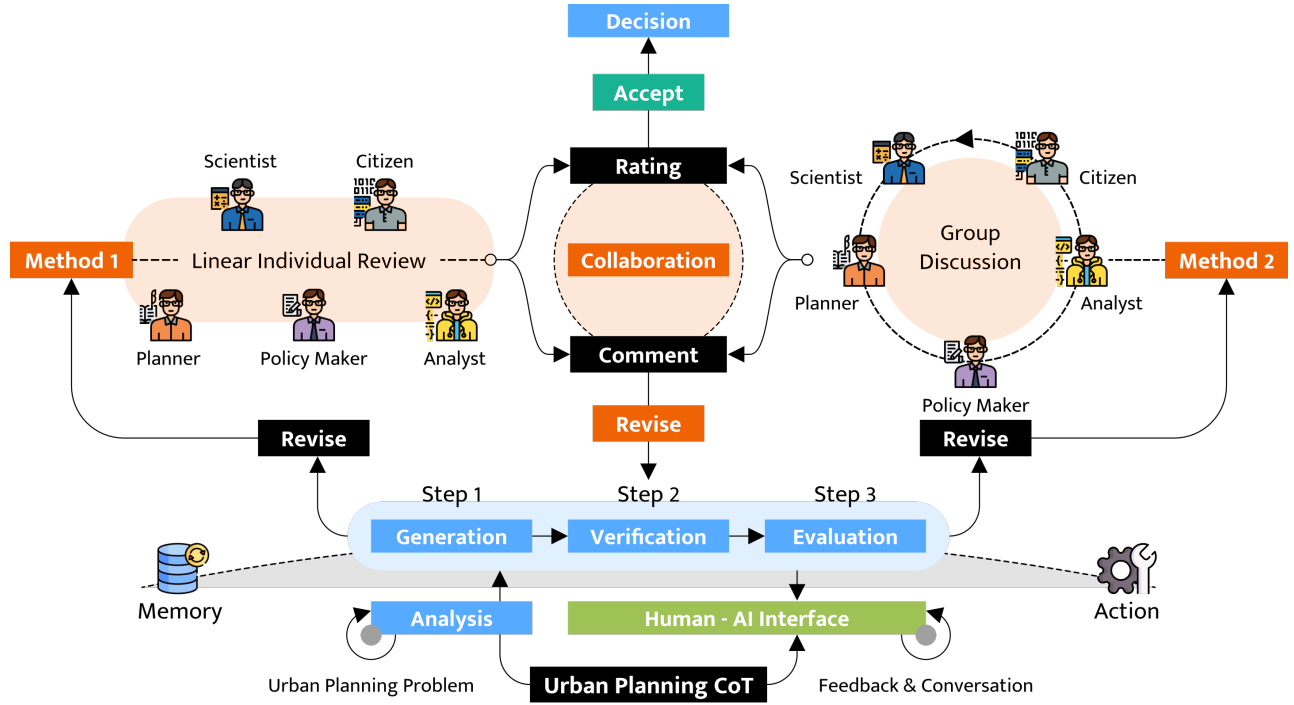 Decision
Accept
Rating
Scientist
Citizen
Method 1
Linear Individual Review
Planner
Policy Maker
Analyst
Collaboration
Comment
Scientist
Citizen
Group
Discussion
Method 2
Planner
Analyst
Policy Maker
Revise
Revise
Revise
Step 1
Step 2
Step 3
Generation
Verification
Evaluation
Memory
Action
Analysis
Human - AI Interface
Urban Planning Problem
Urban Planning CoT
Feedback & Conversation